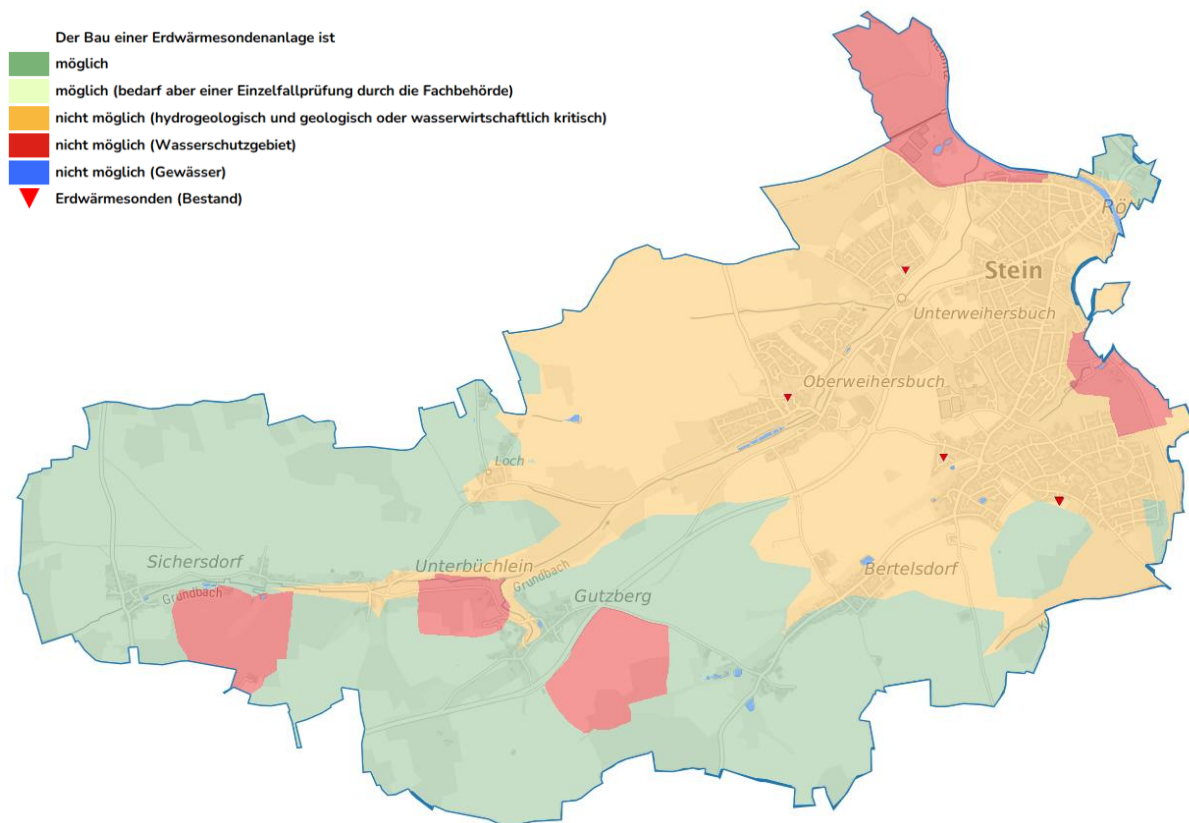 Der Bau einer Erdwärmesondenanlage ist
möglich
möglich (bedarf aber einer Einzelfallprüfung durch die Fachbehörde)
nicht möglich (hydrogeologisch und geologisch oder wasserwirtschaftlich kritisch)
nicht möglich (Wasserschutzgebiet)
nicht möglich (Gewässer)
Erdwärmesonden (Bestand)
Stein
Unterweihersbuch
Oberweihersbuch
Loch
Sichersdorf
Unterbüchlein
Bertelsdorf
Grundbach
Grundbach
Gutzberg